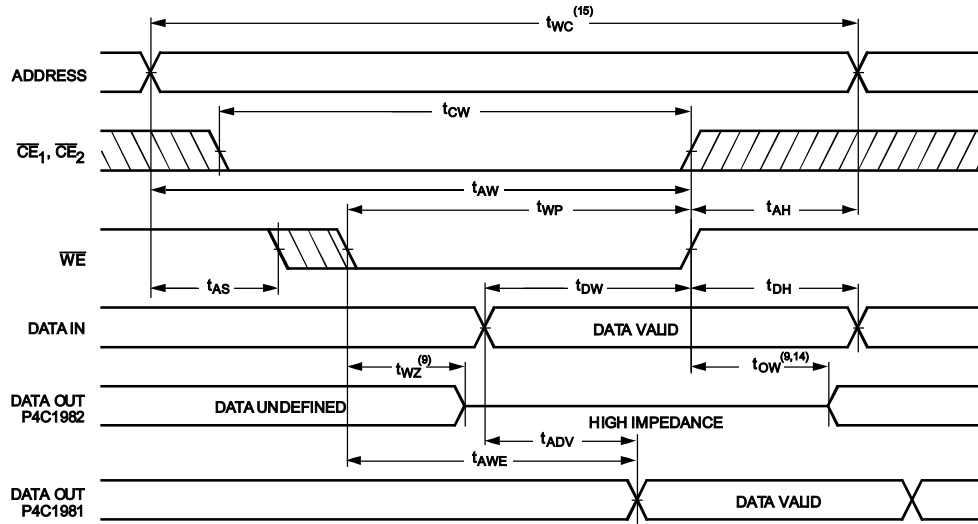 tWC (15)
ADDRESS
tCW
CE1, CE2
tAW
tWP
tAH
WE
tAS
tDW
tDH
DATA IN
DATA VALID
tWZ (9)
tOW (9,14)
DATA OUT
P4C1982
DATA UNDEFINED
HIGH IMPEDANCE
tADV
tAWE
DATA OUT
P4C1981
DATA VALID